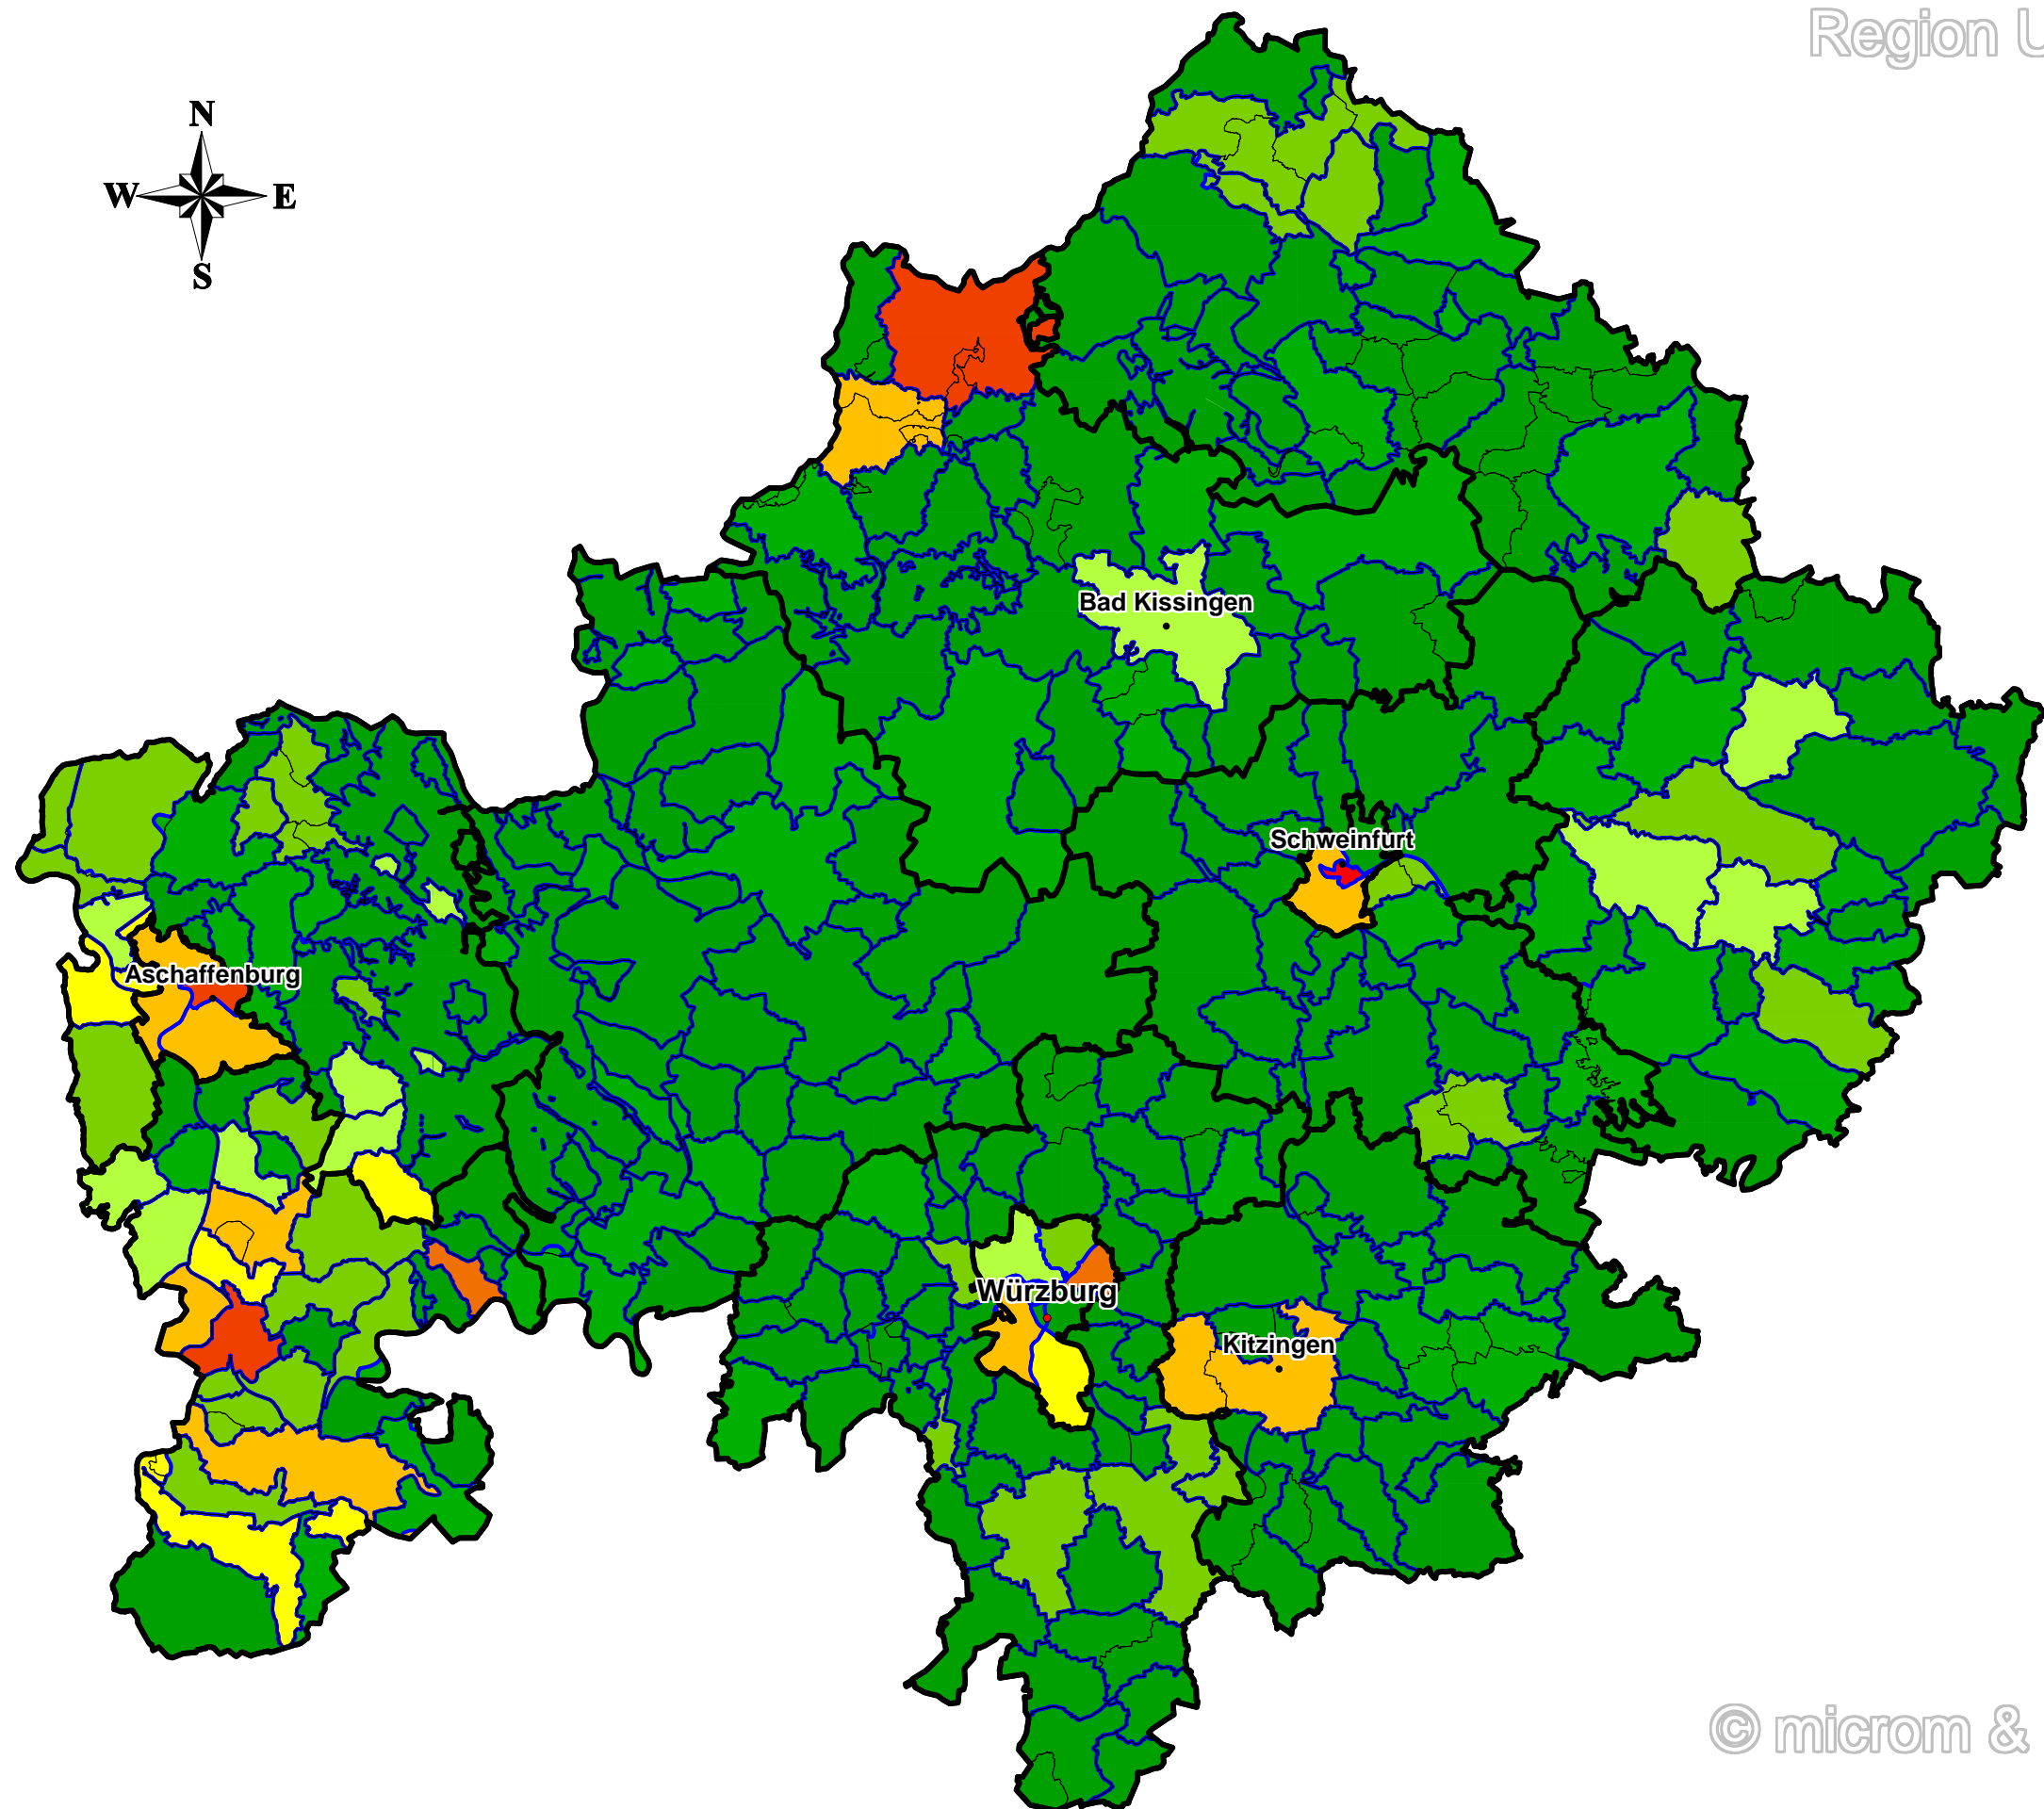 Region U
N
W E
S
Bad Kissingen
Schweinfurt
Aschaffenburg
Würzburg
Kitzingen
© microm &